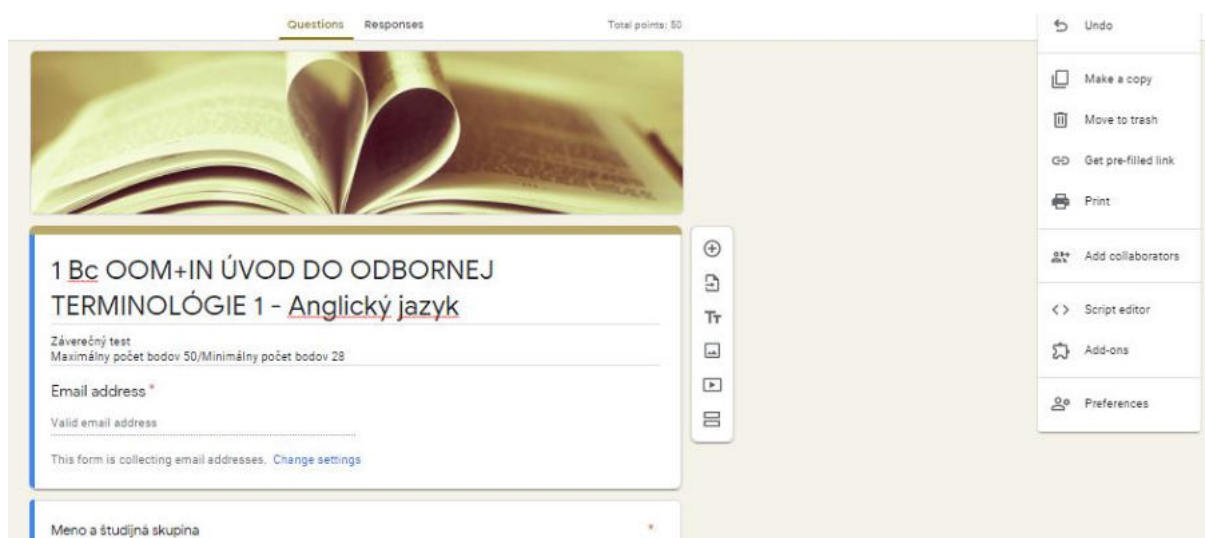 Questions Responses Total points: 50
Undo
Make a copy
Move to trash
Get pre-filled link
Print
Add collaborators
Script editor
Add-ons
Preferences
1 Bc OOM+IN ÚVOD DO ODBORNEJ
TERMINOLÓGIE 1 - Anglický jazyk
Záverečný test
Maximálny počet bodov 50/Minimálny počet bodov 28
Email address *
Valid email address
This form is collecting email addresses. Change settings
Meno a študijná skupina *